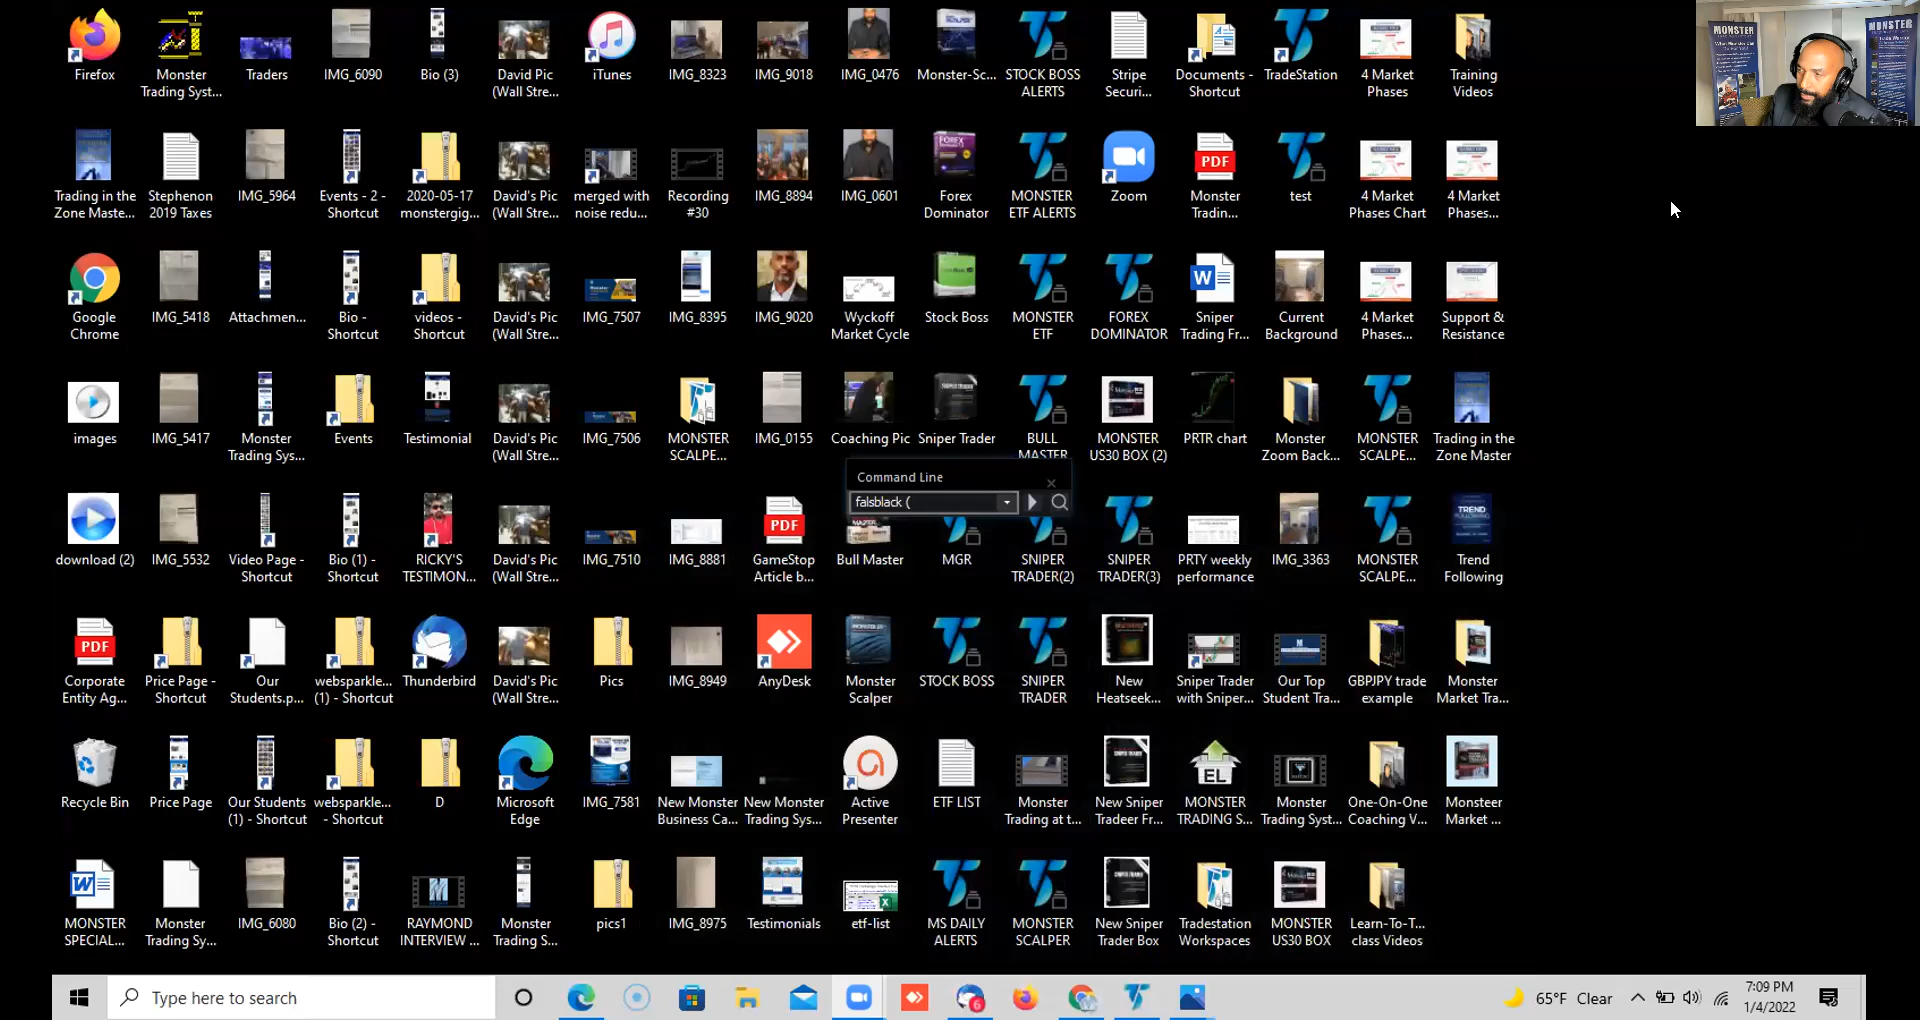 Firefox
Monster Trading Syst...
Traders
IMG_6090
Bio (3)
David Pic (Wall Stre...
iTunes
IMG_8323
IMG_9018
IMG_0476
Monster-Sc...
STOCK BOSS ALERTS
Stripe Securi...
Documents - Shortcut
TradeStation
4 Market Phases
Training Videos
MONSTER
MONSTER
Trading in the Zone Maste...
Stephenon 2019 Taxes
IMG_5964
Events - 2 - Shortcut
2020-05-17 monstergig...
David's Pic (Wall Stre...
merged with noise redu...
Recording #30
IMG_8894
IMG_0601
Forex Dominator
MONSTER ETF ALERTS
Zoom
PDF
Monster Tradin...
test
4 Market Phases Chart
4 Market Phases...
Google Chrome
IMG_5418
Attachmen...
Bio - Shortcut
videos - Shortcut
David's Pic (Wall Stre...
IMG_7507
IMG_8395
IMG_9020
Wyckoff Market Cycle
Stock Boss
MONSTER ETF
FOREX DOMINATOR
Sniper Trading Fr...
Current Background
4 Market Phases...
Support & Resistance
images
IMG_5417
Monster Trading Sys...
Events
Testimonial
David's Pic (Wall Stre...
IMG_7506
MONSTER SCALPE...
IMG_0155
Coaching Pic
Sniper Trader
BULL MASTER
MONSTER US30 BOX (2)
PRTR chart
Monster Zoom Back...
MONSTER SCALPE...
Trading in the Zone Master
Command Line
falsblack (
download (2)
IMG_5532
Video Page - Shortcut
Bio (1) - Shortcut
RICKY'S TESTIMON...
David's Pic (Wall Stre...
IMG_7510
IMG_8881
PDF
GameStop Article b...
Bull Master
MGR
SNIPER TRADER(2)
SNIPER TRADER(3)
PRTY weekly performance
IMG_3363
MONSTER SCALPE...
TREND FOLLOWING
Trend Following
PDF
Corporate Entity Ag...
Price Page - Shortcut
Our Students.p...
websparkle... (1) - Shortcut
Thunderbird
David's Pic (Wall Stre...
Pics
IMG_8949
AnyDesk
Monster Scalper
STOCK BOSS
SNIPER TRADER
New Heatseek...
Sniper Trader with Sniper...
Our Top Student Tra...
GBPJPY trade example
Monster Market Tra...
Recycle Bin
Price Page
Our Students (1) - Shortcut
websparkle... - Shortcut
D
Microsoft Edge
IMG_7581
New Monster Business Ca...
New Monster Trading Sys...
Active Presenter
ETF LIST
Monster Trading at t...
New Sniper Tradeer Fr...
EL
MONSTER TRADING S...
Monster Trading Syst...
One-On-One Coaching V...
Monsteer Market ...
MONSTER SPECIAL...
Monster Trading Sy...
IMG_6080
Bio (2) - Shortcut
RAYMOND INTERVIEW ...
Monster Trading S...
pics1
IMG_8975
Testimonials
etf-list
MS DAILY ALERTS
MONSTER SCALPER
New Sniper Trader Box
Tradestation Workspaces
MONSTER US30 BOX
Learn-To-T... class Videos
Type here to search
6
65°F Clear
7:09 PM
1/4/2022